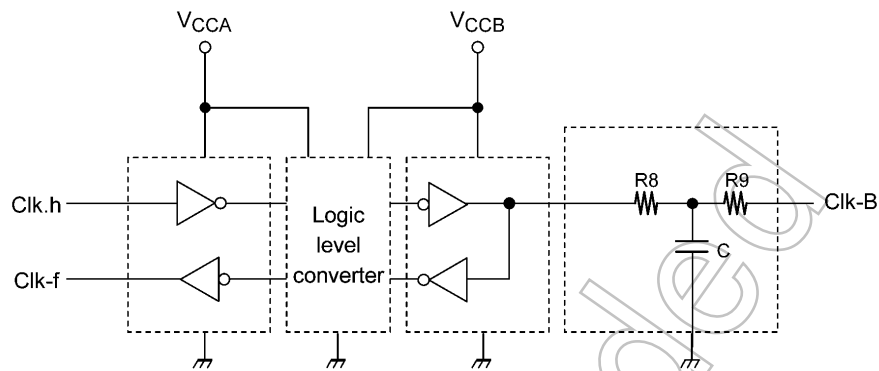 VCCA
VCCB
Clk.h
Logic
level
converter
R8
R9
Clk-B
Clk-f
C